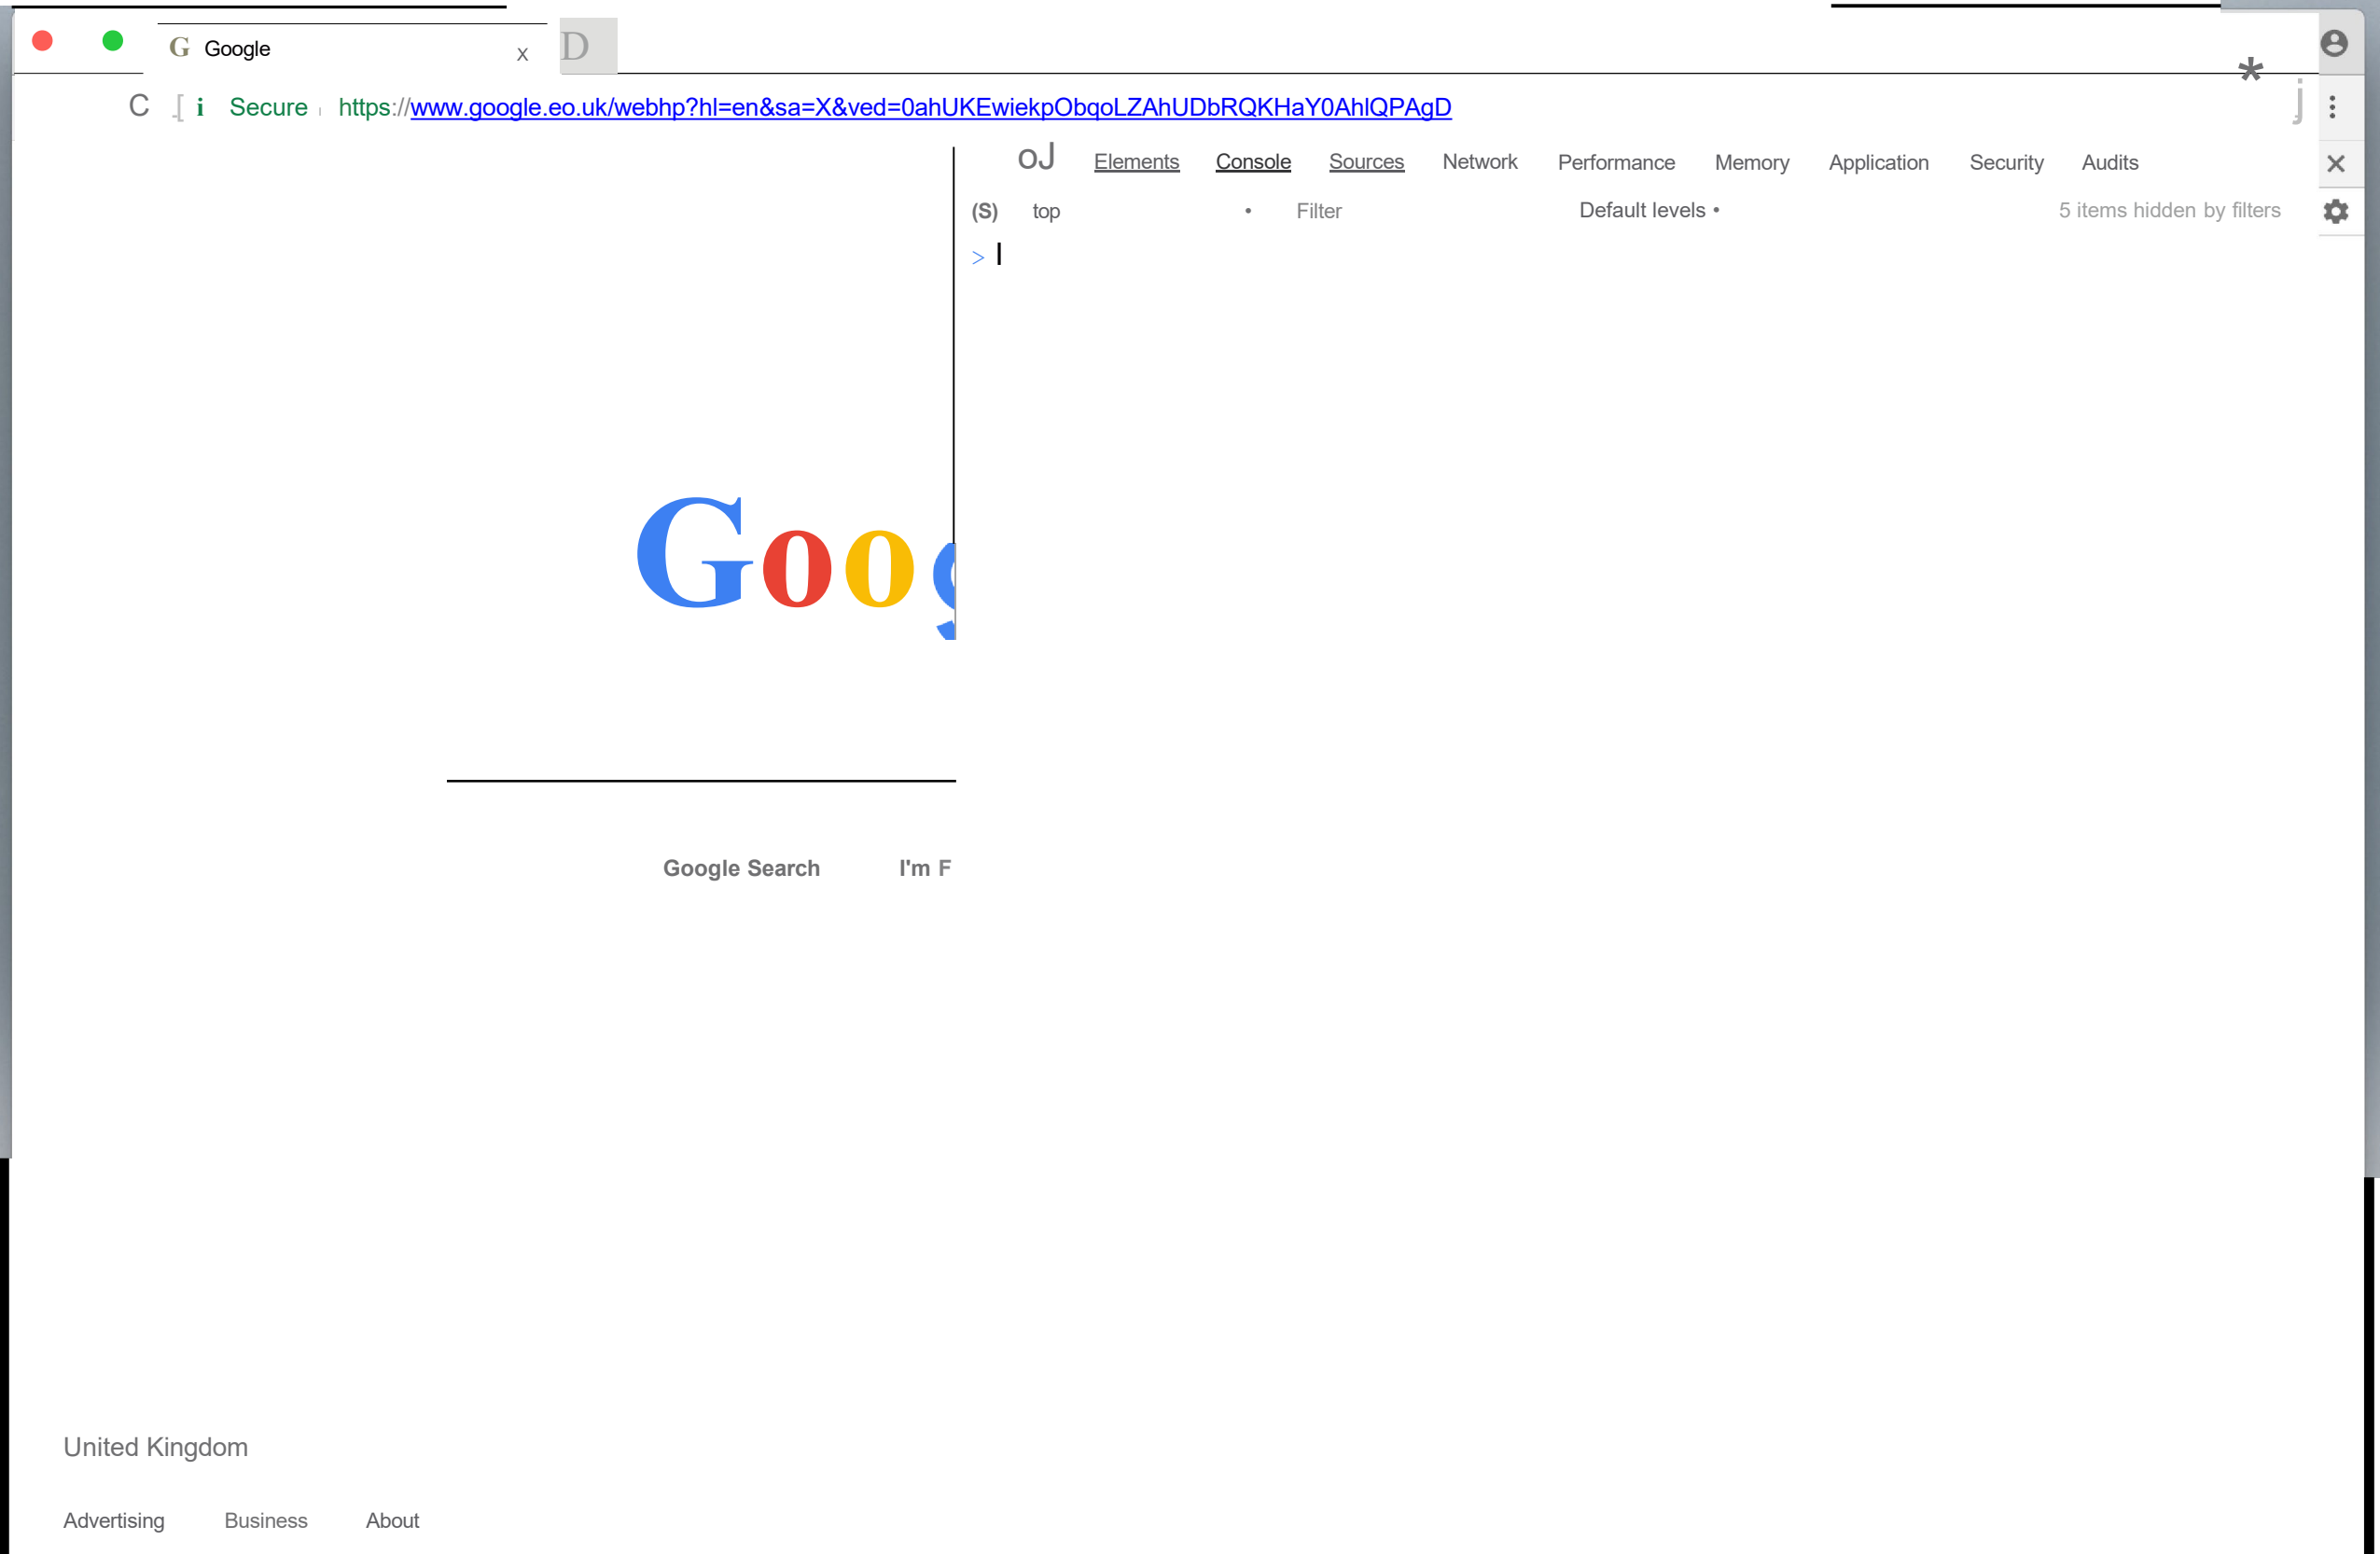 G Google x D
*
C [ i Secure https://www.google.eo.uk/webhp?hl=en&sa=X&ved=0ahUKEwiekpObqoLZAhUDbRQKHaY0AhlQPAgD j
oJ Elements Console Sources Network Performance Memory Application Security Audits
(S) top • Filter Default levels • 5 items hidden by filters
>
Goog
Google Search I'm F
United Kingdom
Advertising Business About